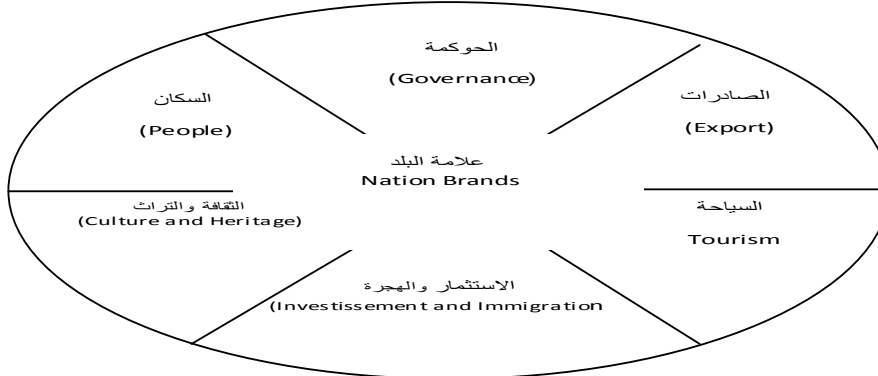 الحوكمة
(Governance)
السكان
(People)
الصادرات
(Export)
علامة البلد
Nation Brands
الثقافة والتراث
(Culture and Heritage)
السياحة
Tourism
الاستثمار والهجرة
(Investissement and Immigration